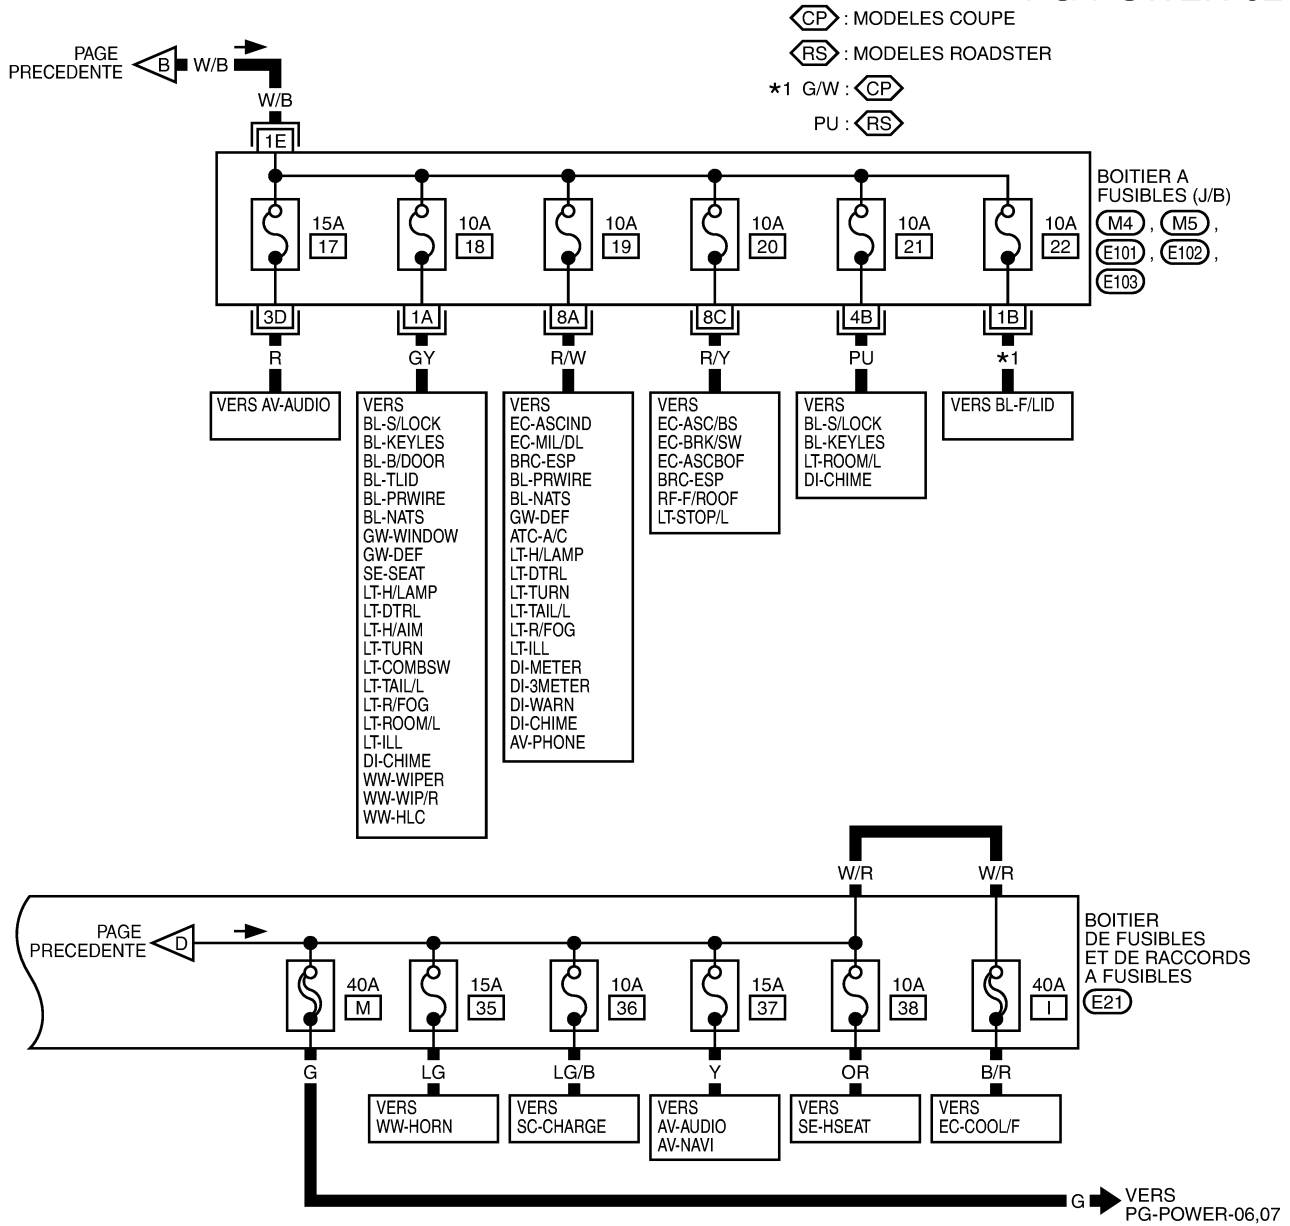 CP : MODELES COUPE
RS : MODELES ROADSTER
*1 G/W : CP
PU : RS
PAGE
PRECEDENTE
B
W/B
W/B
1E
BOITIER A
FUSIBLES (J/B)
M4 , M5 ,
E101 , E102 ,
E103
15A
17
10A
18
10A
19
10A
20
10A
21
10A
22
3D
1A
8A
8C
4B
1B
R
GY
R/W
R/Y
PU
*1
VERS AV-AUDIO
VERS
BL-S/LOCK
BL-KEYLES
BL-B/DOOR
BL-TLID
BL-PRWIRE
BL-NATS
GW-WINDOW
GW-DEF
SE-SEAT
LT-H/LAMP
LT-DTRL
LT-H/AIM
LT-TURN
LT-COMBSW
LT-TAIL/L
LT-R/FOG
LT-ROOM/L
LT-ILL
DI-CHIME
WW-WIPER
WW-WIP/R
WW-HLC
VERS
EC-ASCIND
EC-MIL/DL
BRC-ESP
BL-PRWIRE
BL-NATS
GW-DEF
ATC-A/C
LT-H/LAMP
LT-DTRL
LT-TURN
LT-TAIL/L
LT-R/FOG
LT-ILL
DI-METER
DI-3METER
DI-WARN
DI-CHIME
AV-PHONE
VERS
EC-ASC/BS
EC-BRK/SW
EC-ASCBOF
BRC-ESP
RF-F/ROOF
LT-STOP/L
VERS
BL-S/LOCK
BL-KEYLES
LT-ROOM/L
DI-CHIME
VERS BL-F/LID
W/R
W/R
PAGE
PRECEDENTE
D
BOITIER
DE FUSIBLES
ET DE RACCORDS
A FUSIBLES
E21
40A
M
15A
35
10A
36
15A
37
10A
38
40A
I
G
LG
LG/B
Y
OR
B/R
VERS
WW-HORN
VERS
SC-CHARGE
VERS
AV-AUDIO
AV-NAVI
VERS
SE-HSEAT
VERS
EC-COOL/F
G
VERS
PG-POWER-06,07